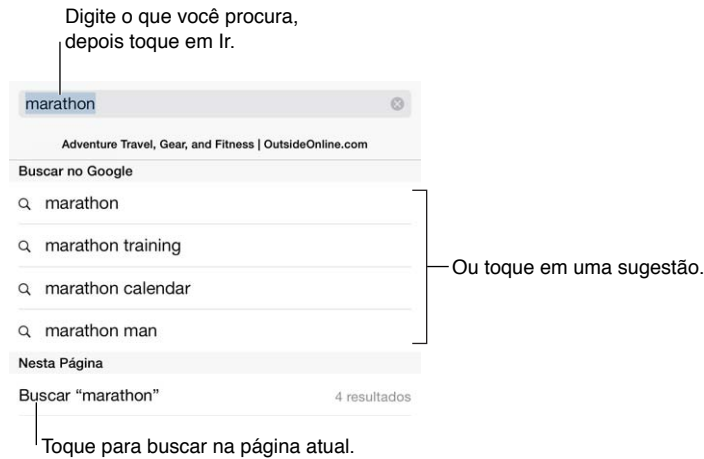 Digite o que você procura,
depois toque em Ir.
marathon
Adventure Travel, Gear, and Fitness | OutsideOnline.com
Buscar no Google
marathon
marathon training
marathon calendar
marathon man
Ou toque em uma sugestão.
Nesta Página
Buscar “marathon” 4 resultados
Toque para buscar na página atual.